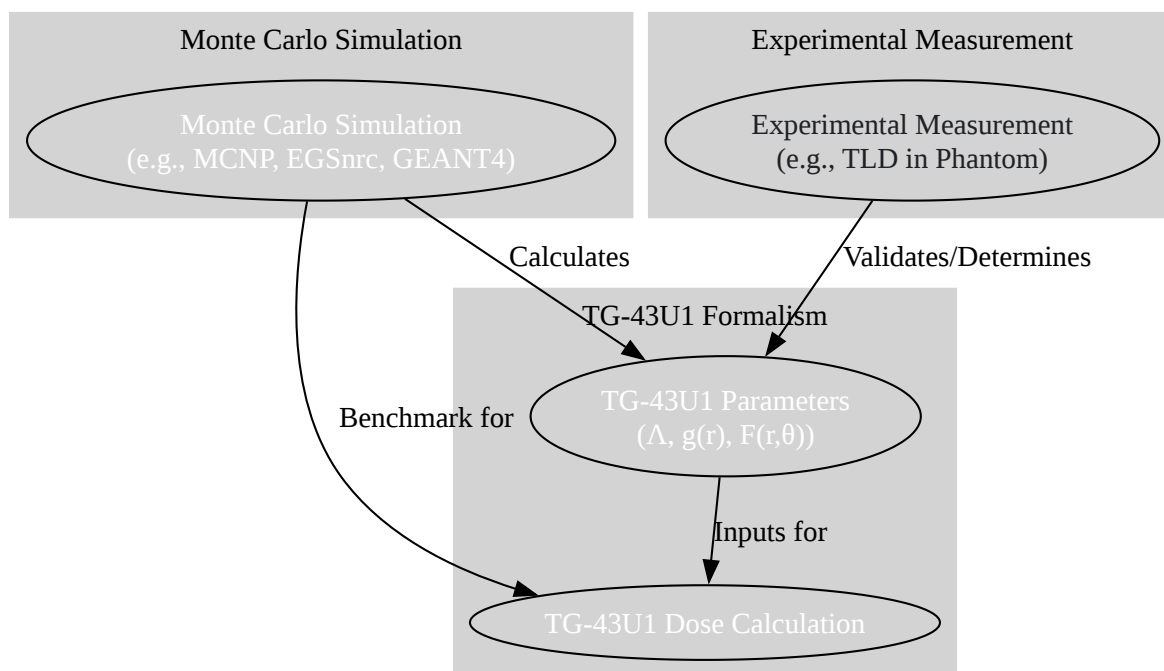 Monte Carlo Simulation
Experimental Measurement
Monte Carlo Simulation
(e.g., MCNP, EGSnrc, GEANT4)
Experimental Measurement
(e.g., TLD in Phantom)
Calculates
Validates/Determines
TG-43U1 Formalism
Benchmark for
TG-43U1 Parameters
(Λ, g(r), F(r,θ))
Inputs for
TG-43U1 Dose Calculation